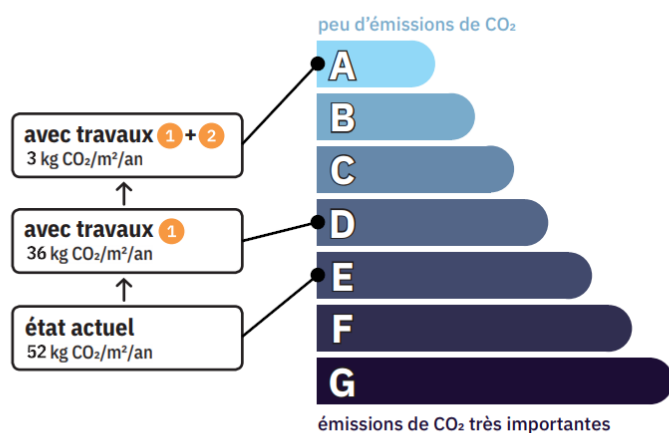 peu d'émissions de CO₂
A
B
C
D
E
F
G
émissions de CO₂ très importantes
avec travaux 1 + 2
3 kg CO₂/m²/an
avec travaux 1
36 kg CO₂/m²/an
état actuel
52 kg CO₂/m²/an